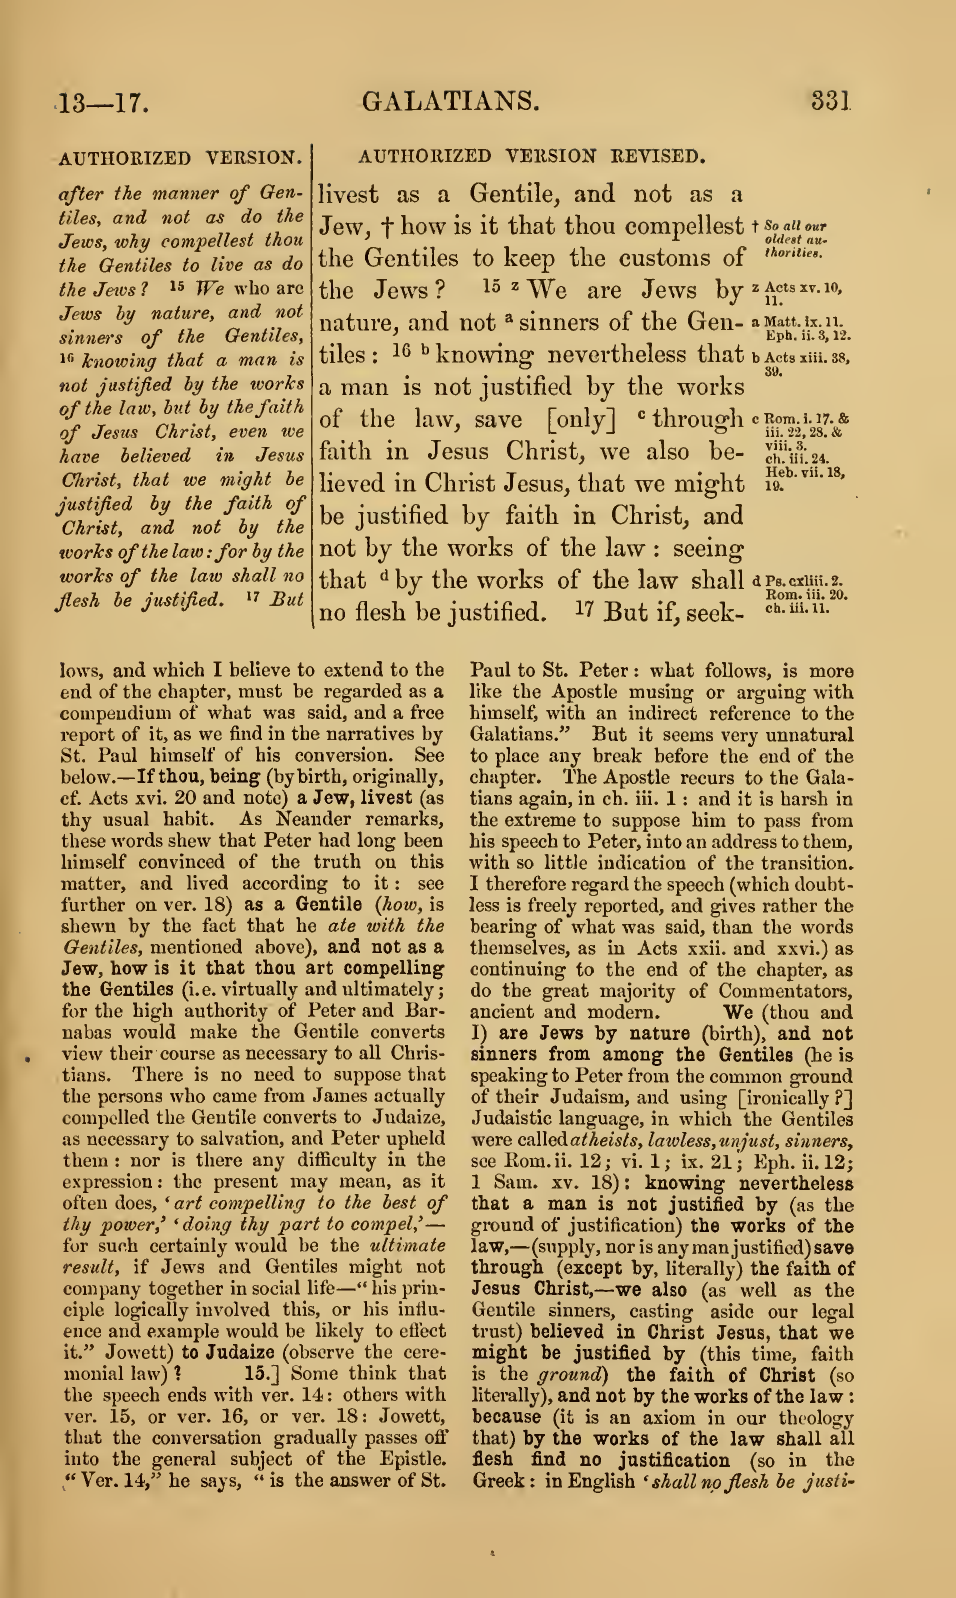 13—17.
GALATIANS.
331
AUTHORIZED VERSION.
after the manner of Gen-
tiles, and not as do the
Jews, why compellest thou
the Gentiles to live as do
the Jews? 15 We who are
Jews by nature, and not
sinners of the Gentiles,
16 knowing that a man is
not justified by the works
of the law, but by the faith
of Jesus Christ, even we
have believed in Jesus
Christ, that we might be
justified by the faith of
Christ, and not by the
works of the law: for by the
works of the law shall no
flesh be justified. 17 But
AUTHORIZED VERSION REVISED.
livest as a Gentile, and not as a
Jew, † how is it that thou compellest
the Gentiles to keep the customs of
the Jews? 15 z We are Jews by
nature, and not a sinners of the Gen-
tiles: 16 b knowing nevertheless that
a man is not justified by the works
of the law, save [only] c through
faith in Jesus Christ, we also be-
lieved in Christ Jesus, that we might
be justified by faith in Christ, and
not by the works of the law: seeing
that d by the works of the law shall
no flesh be justified. 17 But if, seek-
† So all our
oldest au-
thorities.
z Acts xv. 10,
11.
a Matt. ix. 11.
Eph. ii. 3, 12.
b Acts xiii. 38,
39.
c Rom. i. 17. &
iii. 22, 28. &
viii. 3.
ch. iii. 24.
Heb. vii. 18,
19.
d Ps. cxliii. 2.
Rom. iii. 20.
ch. iii. 11.
lows, and which I believe to extend to the
end of the chapter, must be regarded as a
compendium of what was said, and a free
report of it, as we find in the narratives by
St. Paul himself of his conversion. See
below.—If thou, being (by birth, originally,
cf. Acts xvi. 20 and note) a Jew, livest (as
thy usual habit. As Neander remarks,
these words shew that Peter had long been
himself convinced of the truth on this
matter, and lived according to it: see
further on ver. 18) as a Gentile (how, is
shewn by the fact that he ate with the
Gentiles, mentioned above), and not as a
Jew, how is it that thou art compelling
the Gentiles (i.e. virtually and ultimately;
for the high authority of Peter and Bar-
nabas would make the Gentile converts
view their course as necessary to all Chris-
tians. There is no need to suppose that
the persons who came from James actually
compelled the Gentile converts to Judaize,
as necessary to salvation, and Peter upheld
them: nor is there any difficulty in the
expression: the present may mean, as it
often does, ‘art compelling to the best of
thy power,’ ‘doing thy part to compel,’—
for such certainly would be the ultimate
result, if Jews and Gentiles might not
company together in social life—“his prin-
ciple logically involved this, or his influ-
ence and example would be likely to effect
it.” Jowett) to Judaize (observe the cere-
monial law)? 15.] Some think that
the speech ends with ver. 14: others with
ver. 15, or ver. 16, or ver. 18: Jowett,
that the conversation gradually passes off
into the general subject of the Epistle.
“Ver. 14,” he says, “is the answer of St.
Paul to St. Peter: what follows, is more
like the Apostle musing or arguing with
himself, with an indirect reference to the
Galatians.” But it seems very unnatural
to place any break before the end of the
chapter. The Apostle recurs to the Gala-
tians again, in ch. iii. 1: and it is harsh in
the extreme to suppose him to pass from
his speech to Peter, into an address to them,
with so little indication of the transition.
I therefore regard the speech (which doubt-
less is freely reported, and gives rather the
bearing of what was said, than the words
themselves, as in Acts xxii. and xxvi.) as
continuing to the end of the chapter, as
do the great majority of Commentators,
ancient and modern. We (thou and
I) are Jews by nature (birth), and not
sinners from among the Gentiles (he is
speaking to Peter from the common ground
of their Judaism, and using [ironically?]
Judaistic language, in which the Gentiles
were called atheists, lawless, unjust, sinners,
see Rom. ii. 12; vi. 1; ix. 21; Eph. ii. 12;
1 Sam. xv. 18): knowing nevertheless
that a man is not justified by (as the
ground of justification) the works of the
law,—(supply, nor is any man justified) save
through (except by, literally) the faith of
Jesus Christ,—we also (as well as the
Gentile sinners, casting aside our legal
trust) believed in Christ Jesus, that we
might be justified by (this time, faith
is the ground) the faith of Christ (so
literally), and not by the works of the law:
because (it is an axiom in our theology
that) by the works of the law shall all
flesh find no justification (so in the
Greek: in English ‘shall no flesh be justi-